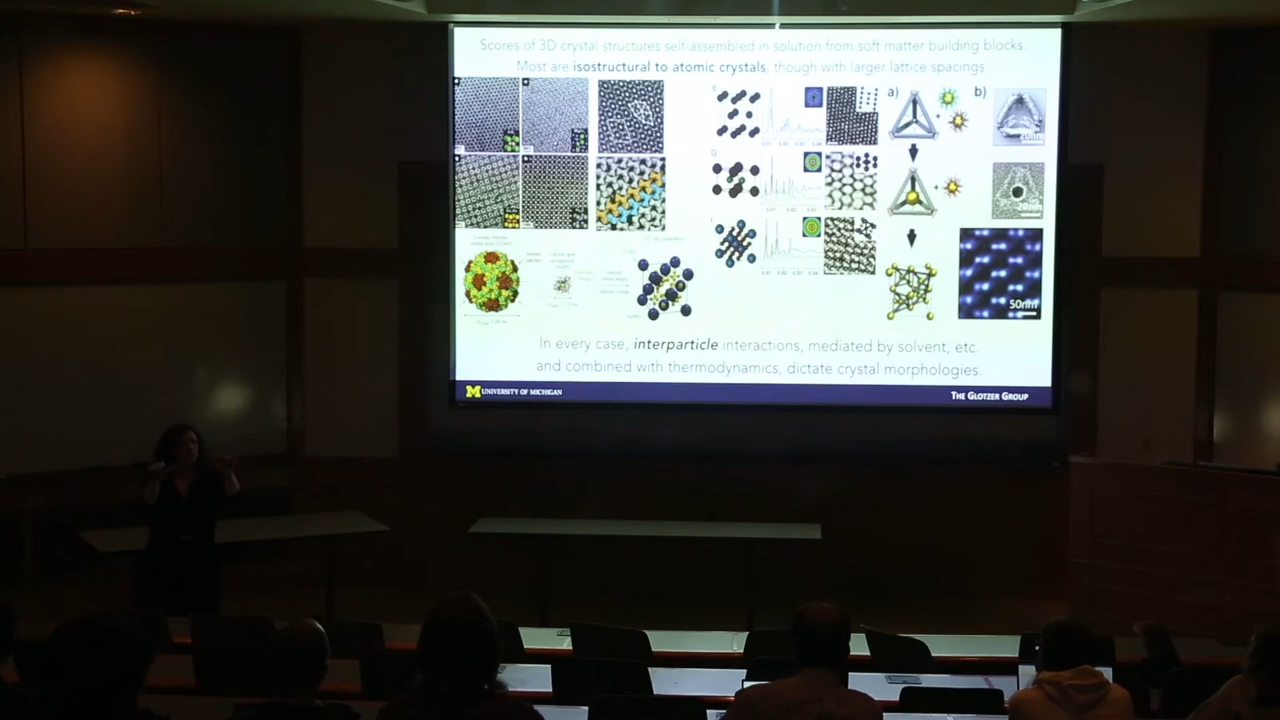 Scores of 3D crystal structures self-assembled in solution from soft matter building blocks.
Most are isostructural to atomic crystals, though with larger lattice spacings
a)
b)
20nm
50nm
In every case, interparticle interactions, mediated by solvent, etc.
and combined with thermodynamics, dictate crystal morphologies.
M UNIVERSITY OF MICHIGAN
THE GLOTZER GROUP